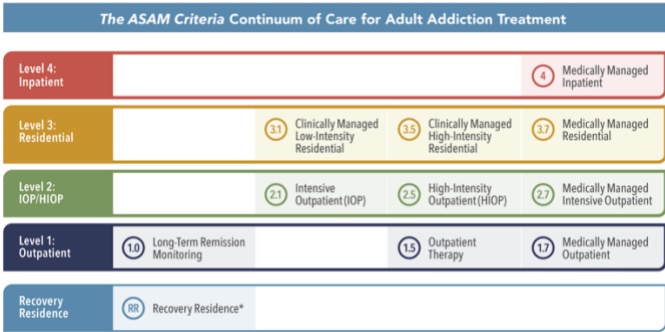 The ASAM Criteria Continuum of Care for Adult Addiction Treatment
Level 4:
Inpatient
4
Medically Managed
Inpatient
Level 3:
Residential
3.1
Clinically Managed
Low-Intensity
Residential
3.5
Clinically Managed
High-Intensity
Residential
3.7
Medically Managed
Residential
Level 2:
IOP/HIOP
2.1
Intensive
Outpatient (IOP)
2.5
High-Intensity
Outpatient (HIOP)
2.7
Medically Managed
Intensive Outpatient
Level 1:
Outpatient
1.0
Long-Term Remission
Monitoring
1.5
Outpatient
Therapy
1.7
Medically Managed
Outpatient
Recovery
Residence
RR
Recovery Residence*